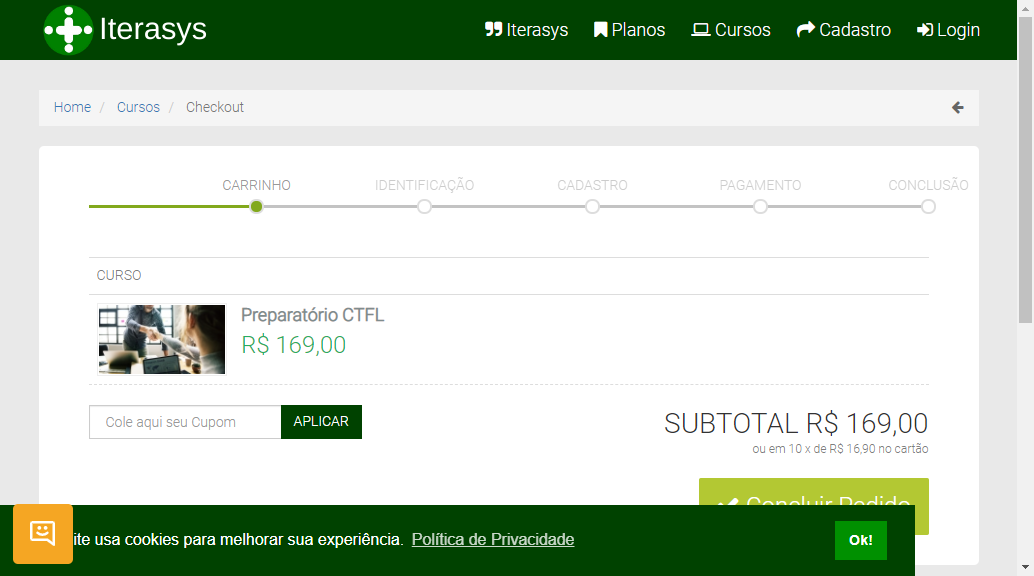 Iterasys
Iterasys Planos Cursos Cadastro Login
Home / Cursos / Checkout
CARRINHO IDENTIFICAÇÃO CADASTRO PAGAMENTO CONCLUSÃO
CURSO
Preparatório CTFL
R$ 169,00
Cole aqui seu Cupom APLICAR
SUBTOTAL R$ 169,00
ou em 10 x de R$ 16,90 no cartão
Concluir Pedido
ite usa cookies para melhorar sua experiência. Política de Privacidade Ok!